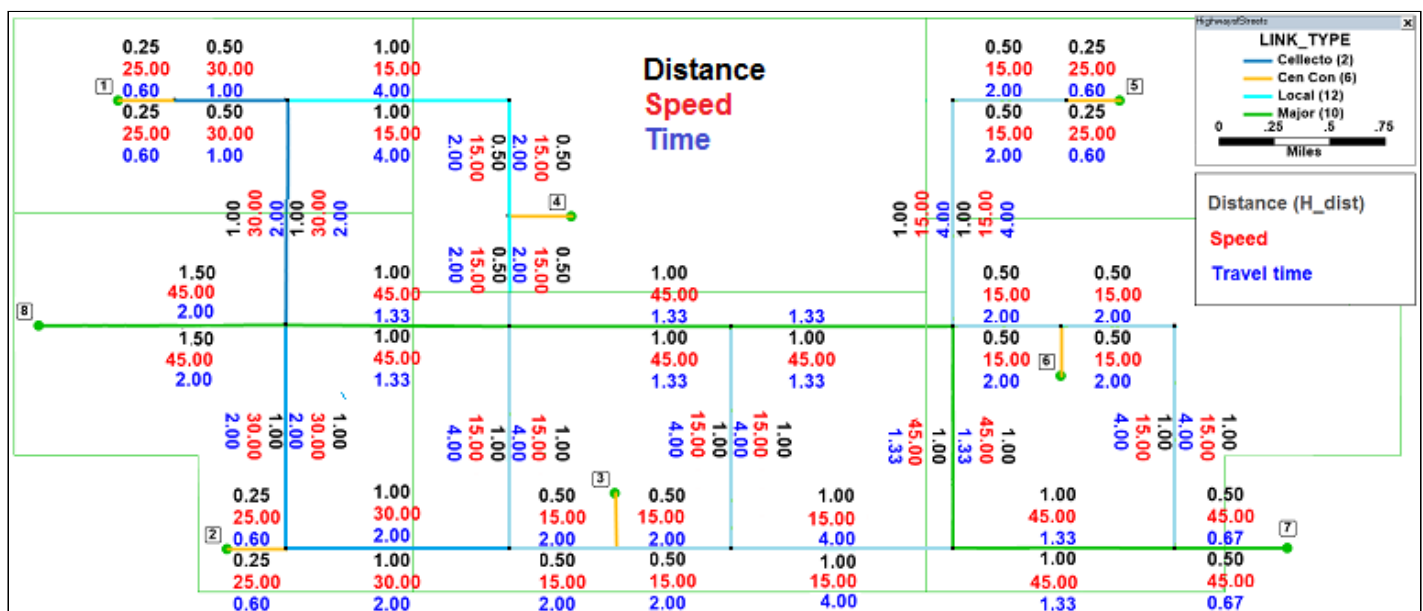 HighwayofStreets
LINK_TYPE
Cellecto (2)
Cen Con (6)
Local (12)
Major (10)
0 .25 .5 .75
Miles
Distance (H_dist)
Speed
Travel time
Distance
Speed
Time
0.25 0.50 1.00 0.50 0.25
25.00 30.00 15.00 15.00 25.00
1 0.60 1.00 4.00 2.00 0.60 5
0.25 0.50 1.00 0.50 0.25
25.00 30.00 15.00 15.00 25.00
0.60 1.00 4.00 2.00 0.60
2.00 15.00 0.50 2.00 15.00 0.50
4
1.00 30.00 2.00 1.00 30.00 2.00
1.00 15.00 4.00 1.00 15.00 4.00
2.00 15.00 0.50 2.00 15.00 0.50
1.50 1.00 1.00 0.50 0.50
45.00 45.00 45.00 15.00 15.00
8 2.00 1.33 1.33 1.33 2.00 2.00
1.50 1.00 1.00 1.00 0.50 0.50
45.00 45.00 45.00 45.00 15.00 15.00
2.00 1.33 1.33 1.33 2.00 6 2.00
2.00 30.00 1.00 2.00 30.00 1.00
4.00 15.00 1.00 4.00 15.00 1.00
4.00 15.00 1.00 4.00 15.00 1.00
1.33 45.00 1.00 1.33 45.00 1.00
4.00 15.00 1.00 4.00 15.00 1.00
3
0.25 1.00 0.50 0.50 1.00 1.00 0.50
25.00 30.00 15.00 15.00 15.00 45.00 45.00
2 0.60 2.00 2.00 2.00 4.00 1.33 0.67 7
0.25 1.00 0.50 0.50 1.00 1.00 0.50
25.00 30.00 15.00 15.00 15.00 45.00 45.00
0.60 2.00 2.00 2.00 4.00 1.33 0.67